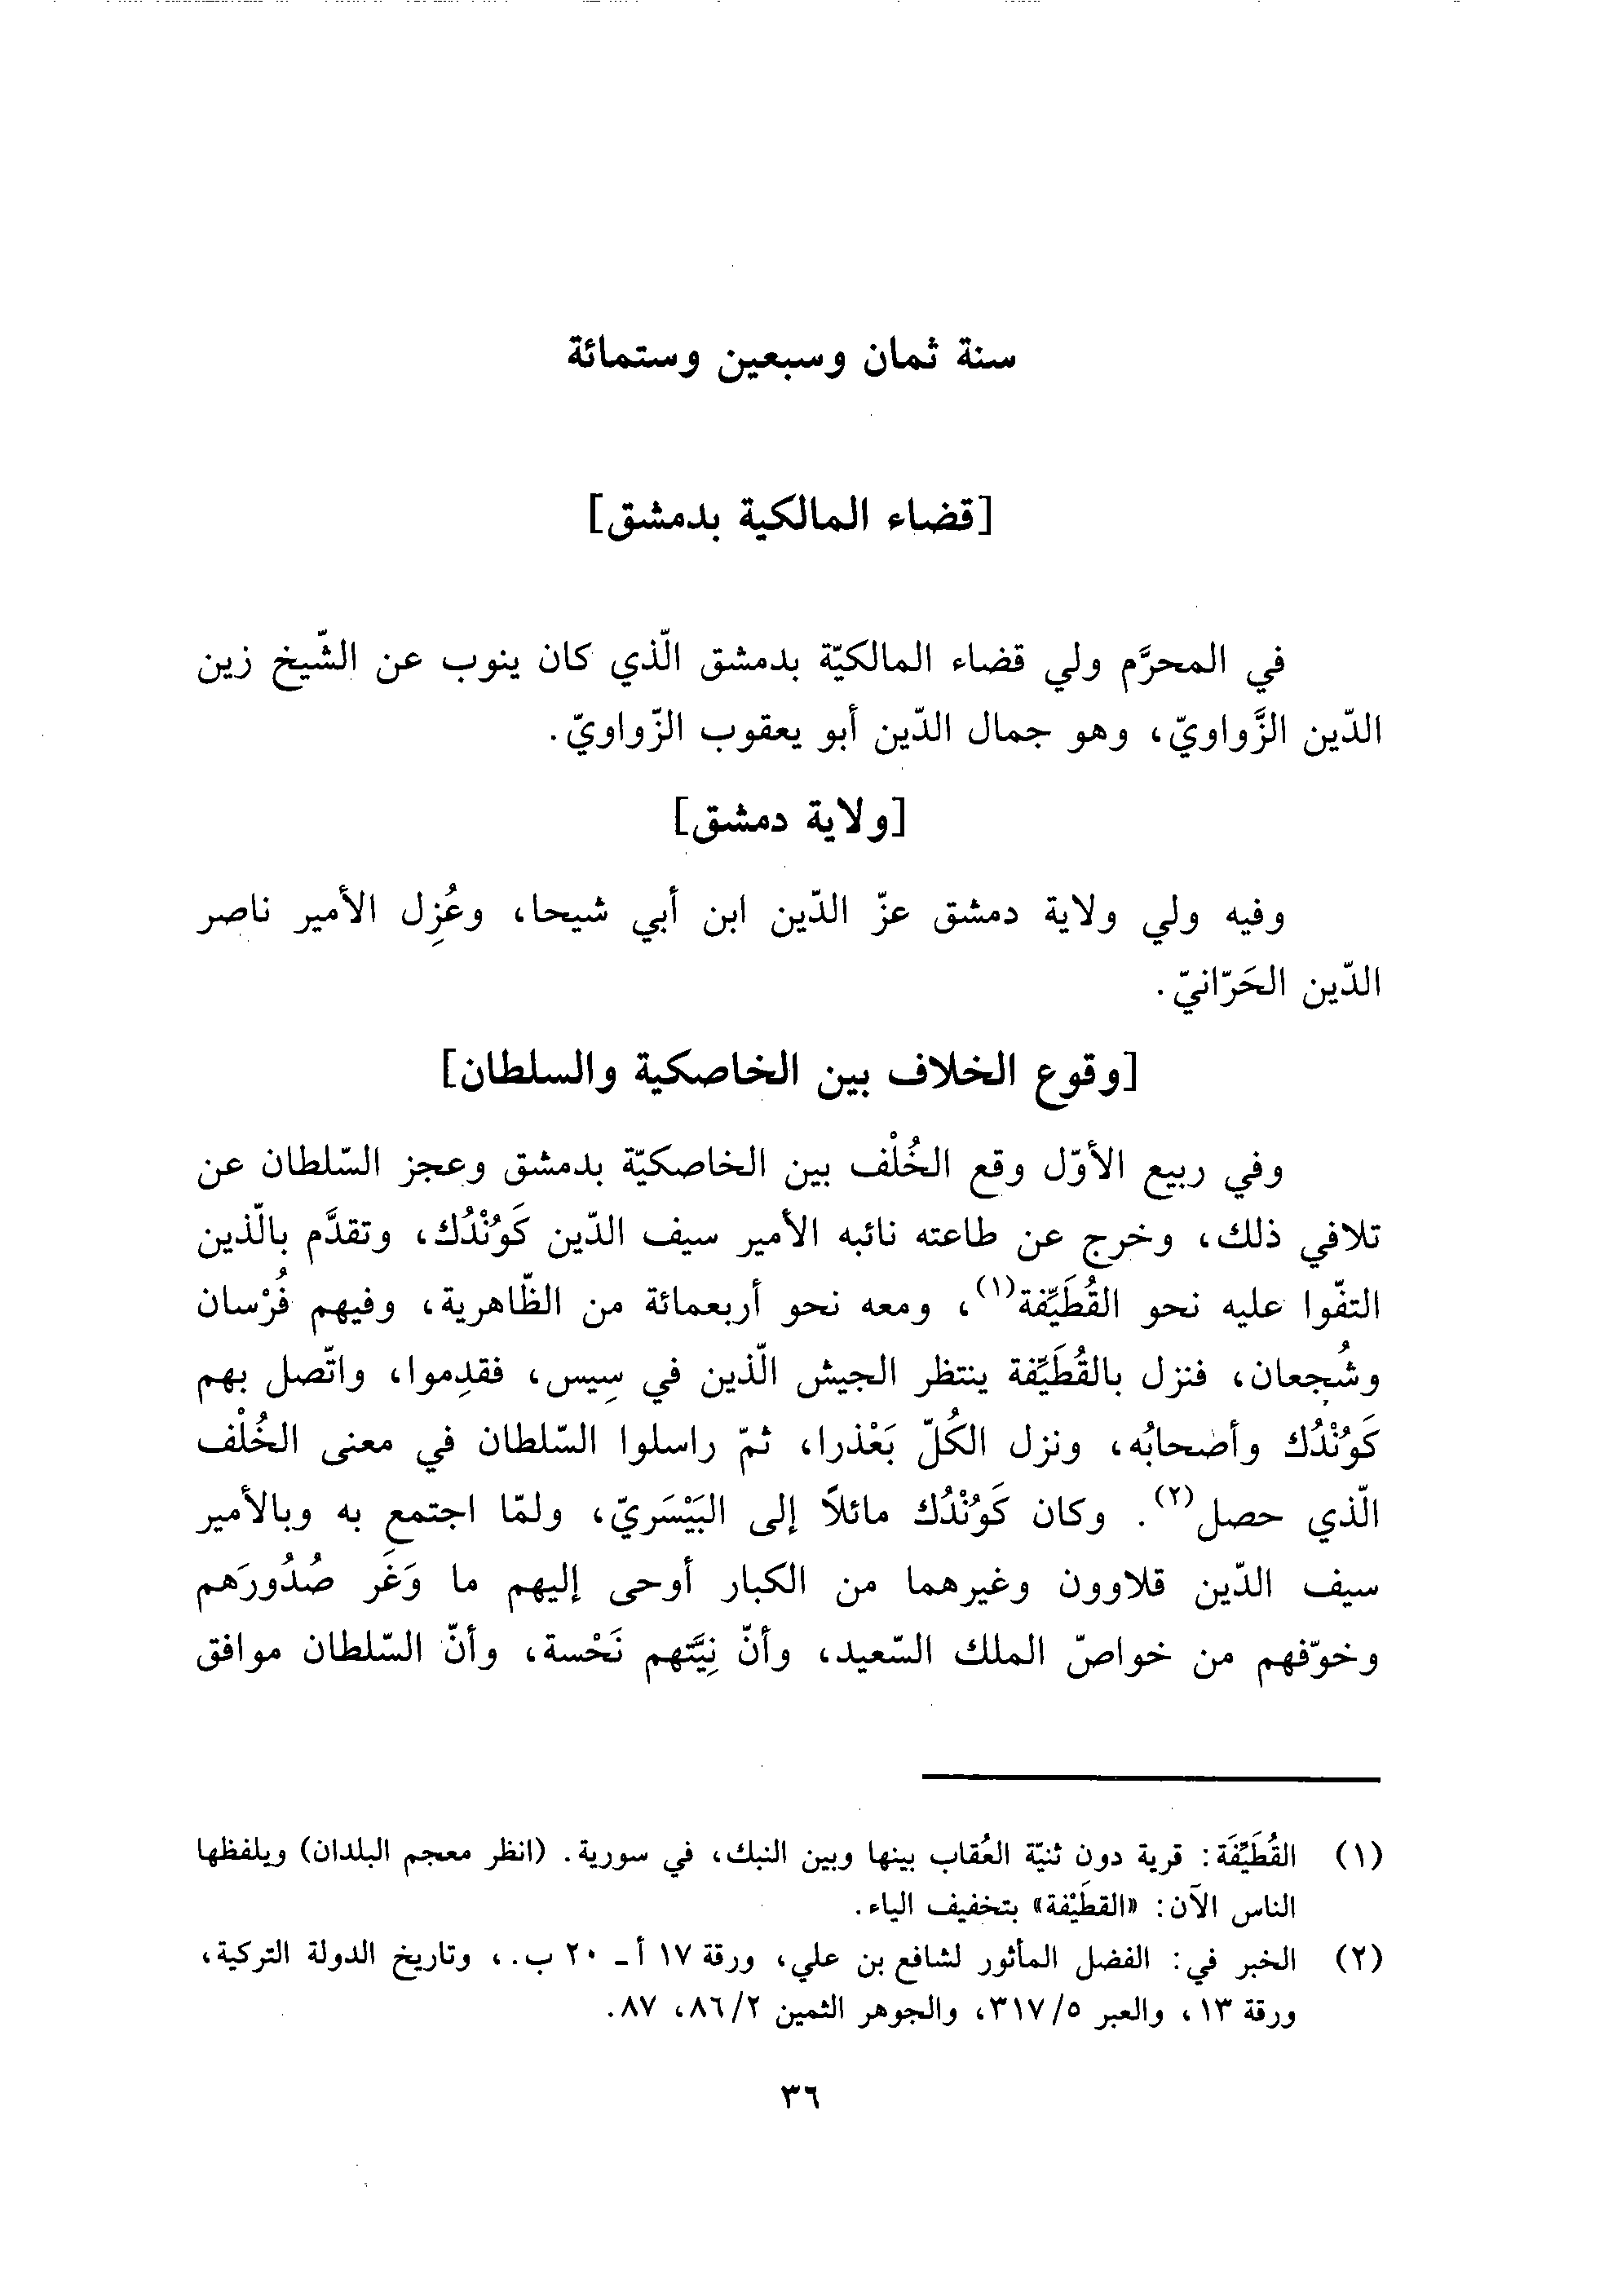 سنة ثمان وسبعين وستمائة
[قضاء المالكية بدمشق]
في المحرَّم ولي قضاء المالكيّة بدمشق الّذي كان ينوب عن الشّيخ زين
الدّين الزَّواويّ، وهو جمال الدّين أبو يعقوب الزّواويّ.
[ولاية دمشق]
وفيه ولي ولاية دمشق عزّ الدّين ابن أبي شيحا، وعُزِل الأمير ناصر
الدّين الحَرّانيّ.
[وقوع الخلاف بين الخاصكية والسلطان]
وفي ربيع الأوّل وقع الخُلْف بين الخاصكيّة بدمشق وعجز السّلطان عن
تلافي ذلك، وخرج عن طاعته نائبه الأمير سيف الدّين كَوُنْدُك، وتقدَّم بالّذين
التفّوا عليه نحو القُطَيِّفة(١)، ومعه نحو أربعمائة من الظّاهرية، وفيهم فُرْسان
وشُجعان، فنزل بالقُطَيِّفة ينتظر الجيش الّذين في سِيس، فقدِموا، واتّصل بهم
كَوُنْدُك وأصحابُه، ونزل الكُلّ بَعْذرا، ثمّ راسلوا السّلطان في معنى الخُلْف
الّذي حصل(٢). وكان كَوُنْدُك مائلاً إلى البَيْسَريّ، ولمّا اجتمع به وبالأمير
سيف الدّين قلاوون وغيرهما من الكبار أوحى إليهم ما وَغَر صُدُورَهم
وخوّفهم من خواصّ الملك السّعيد، وأنّ نِيَّتهم نَحْسة، وأنّ السّلطان موافق
(١) القُطَيِّفَة: قرية دون ثنيّة العُقاب بينها وبين النبك، في سورية. (انظر معجم البلدان) ويلفظها
الناس الآن: «القطَيْفة» بتخفيف الياء.
(٢) الخبر في: الفضل المأثور لشافع بن علي، ورقة ١٧ أ ـ ٢٠ ب.، وتاريخ الدولة التركية،
ورقة ١٣، والعبر ٥/٣١٧، والجوهر الثمين ٢/٨٦، ٨٧.
٣٦